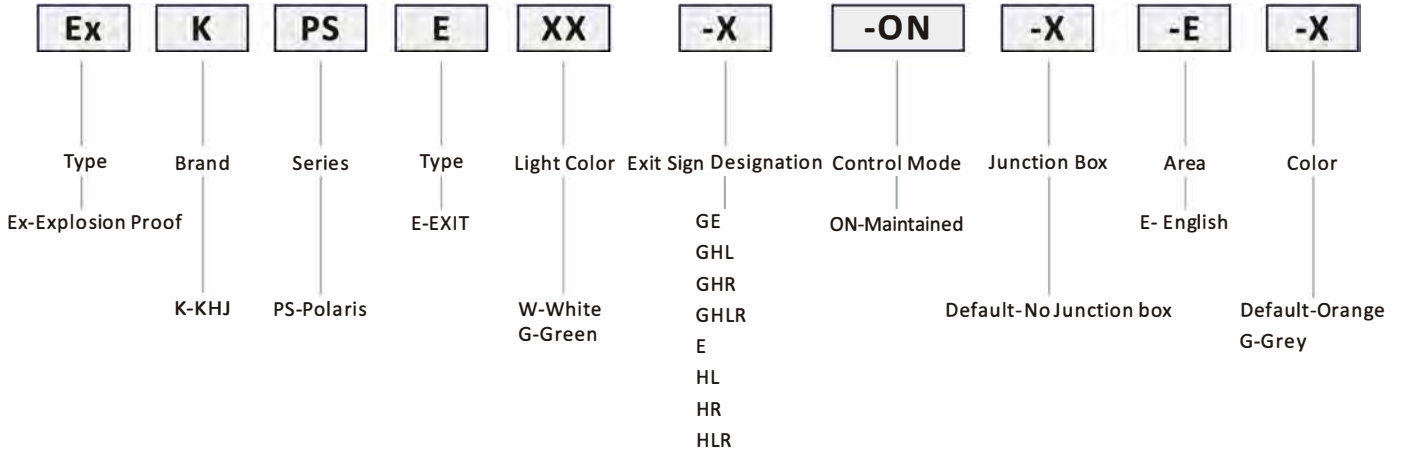 Ex K PS E XX -X -ON -X -E -X
Type Brand Series Type Light Color Exit Sign Designation Control Mode Junction Box Area Color
Ex-Explosion Proof E-EXIT GE ON-Maintained E- English
GHL
GHR
K-KHJ PS-Polaris W-White GHLR Default-No Junction box Default-Orange
G-Green E G-Grey
HL
HR
HLR